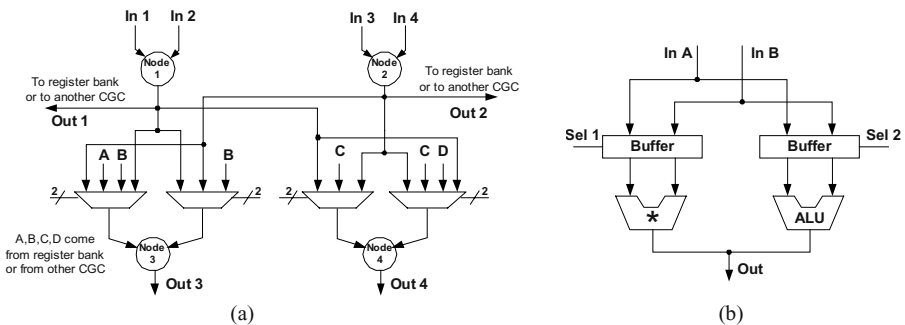 In 1 In 2
In 3 In 4
Node
1
Node
2
To register bank
or to another CGC
To register bank
or to another CGC
Out 1
Out 2
A B
B
C
C D
2
2
2
2
A,B,C,D come
from register bank
or from other CGC
Node
3
Node
4
Out 3
Out 4
(a)
In A In B
Sel 1
Buffer
Buffer
Sel 2
*
ALU
Out
(b)